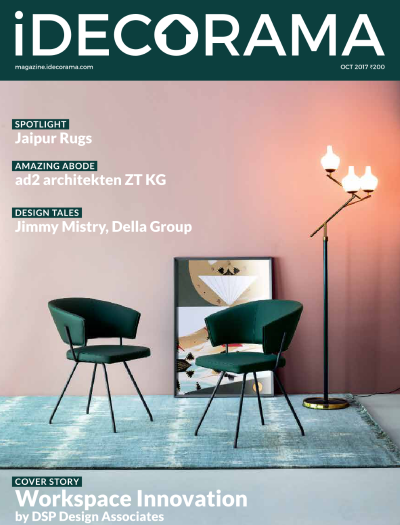 iDECORAMA
magazine.idecorama.com
OCT 2017 ₹200
SPOTLIGHT
Jaipur Rugs
AMAZING ABODE
ad2 architekten ZT KG
DESIGN TALES
Jimmy Mistry, Della Group
COVER STORY
Workspace Innovation
by DSP Design Associates